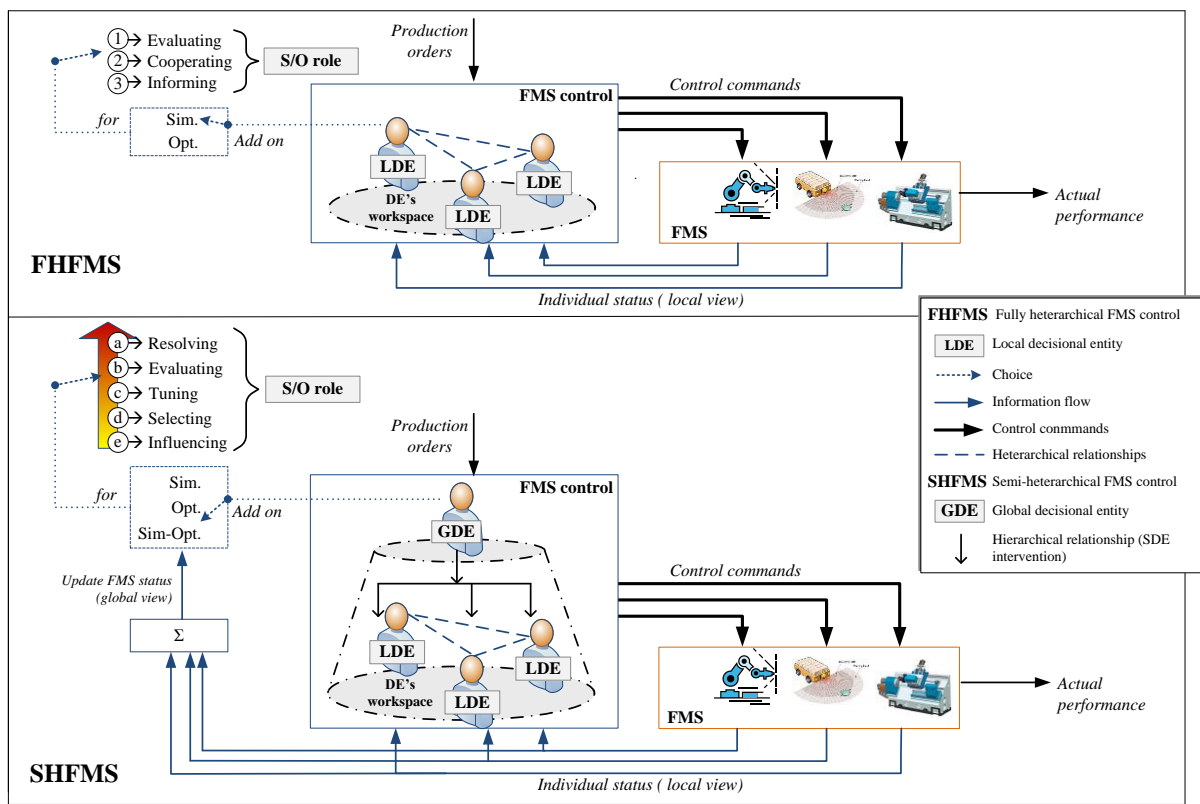 Production
orders
1 Evaluating
2 Cooperating
3 Informing
S/O role
for
Sim.
Opt.
Add on
FMS control
LDE
LDE
DE's
workspace
LDE
Control commands
FMS
Actual
performance
Individual status ( local view)
FHFMS
a Resolving
b Evaluating
c Tuning
d Selecting
e Influencing
S/O role
for
Sim.
Opt.
Sim-Opt.
Add on
Update FMS status
(global view)
Σ
Production
orders
FMS control
GDE
LDE
LDE
DE's
workspace
LDE
Control commands
FMS
Actual
performance
Individual status ( local view)
SHFMS
FHFMS Fully heterarchical FMS control
LDE Local decisional entity
Choice
Information flow
Control conmmands
Heterarchical relationships
SHFMS Semi-heterarchical FMS control
GDE Global decisional entity
Hierarchical relationship (SDE
intervention)